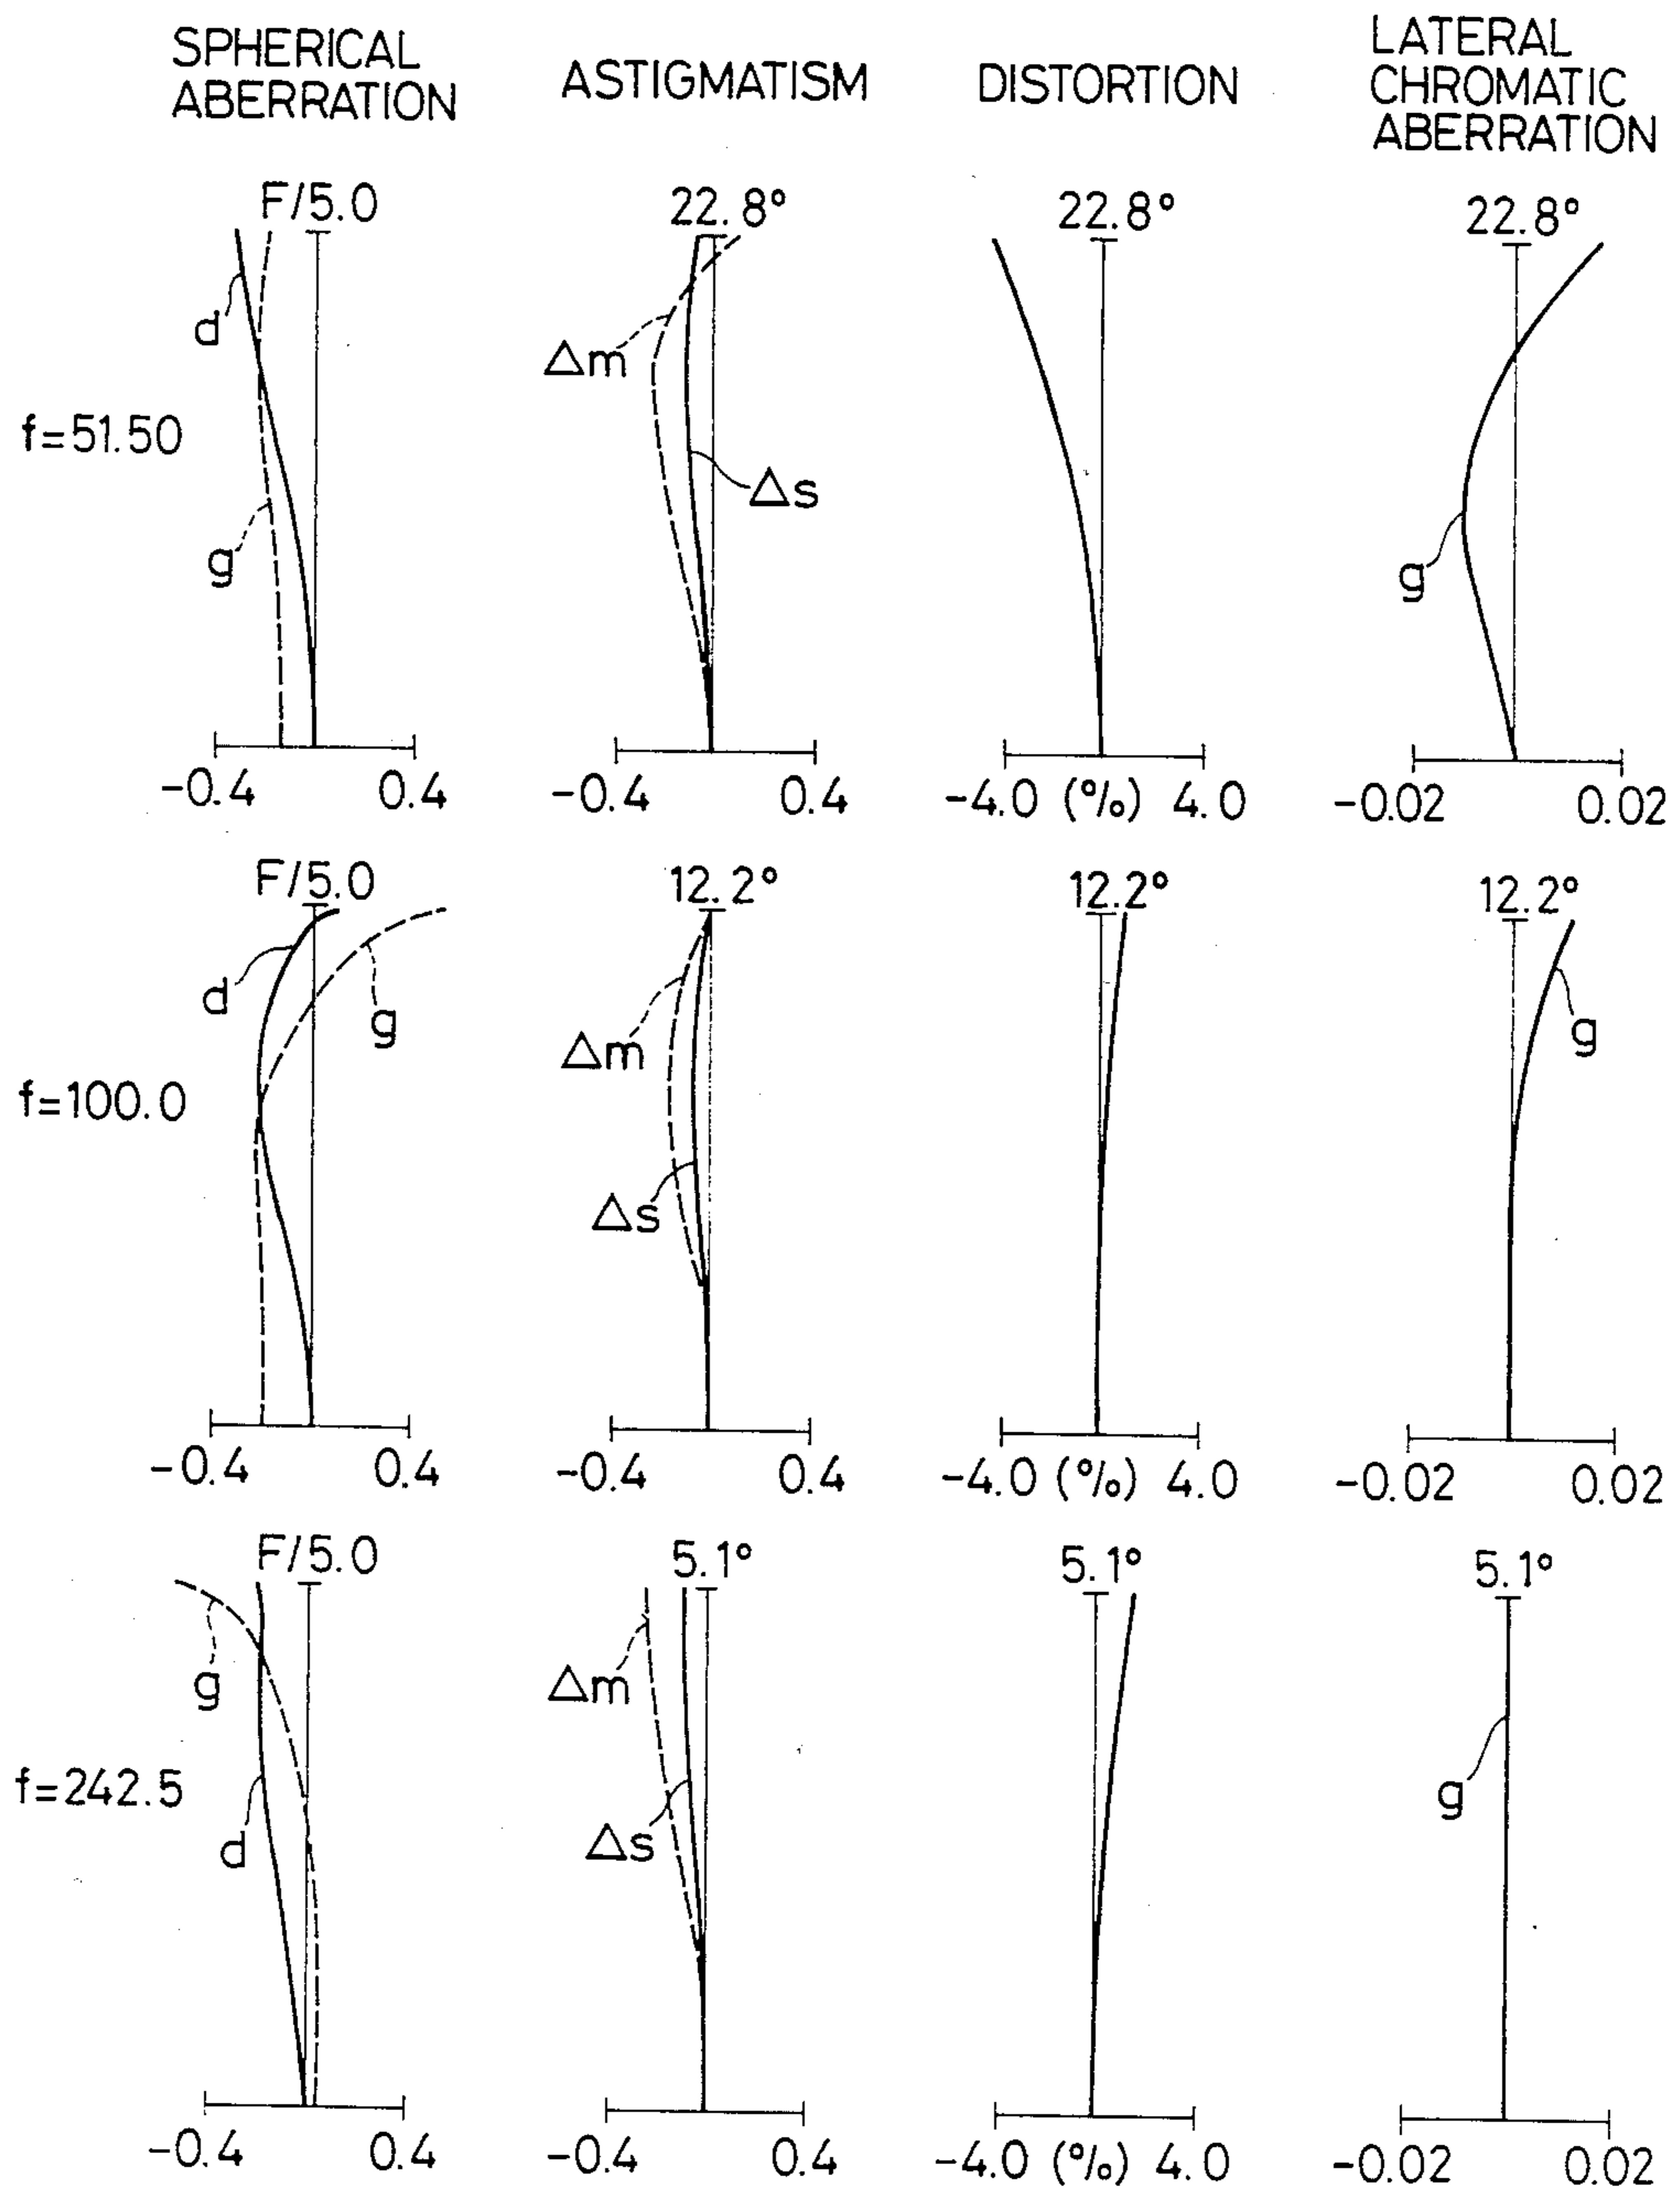 SPHERICAL
ABERRATION
ASTIGMATISM
DISTORTION
LATERAL
CHROMATIC
ABERRATION
f=51.50
F/5.0
d
g
-0.4 0.4
22.8°
Δm
Δs
-0.4 0.4
22.8°
-4.0 (%) 4.0
22.8°
g
-0.02 0.02
f=100.0
F/5.0
d
g
-0.4 0.4
12.2°
Δm
Δs
-0.4 0.4
12.2°
-4.0 (%) 4.0
12.2°
g
-0.02 0.02
f=242.5
F/5.0
g
d
-0.4 0.4
5.1°
Δm
Δs
-0.4 0.4
5.1°
-4.0 (%) 4.0
5.1°
g
-0.02 0.02